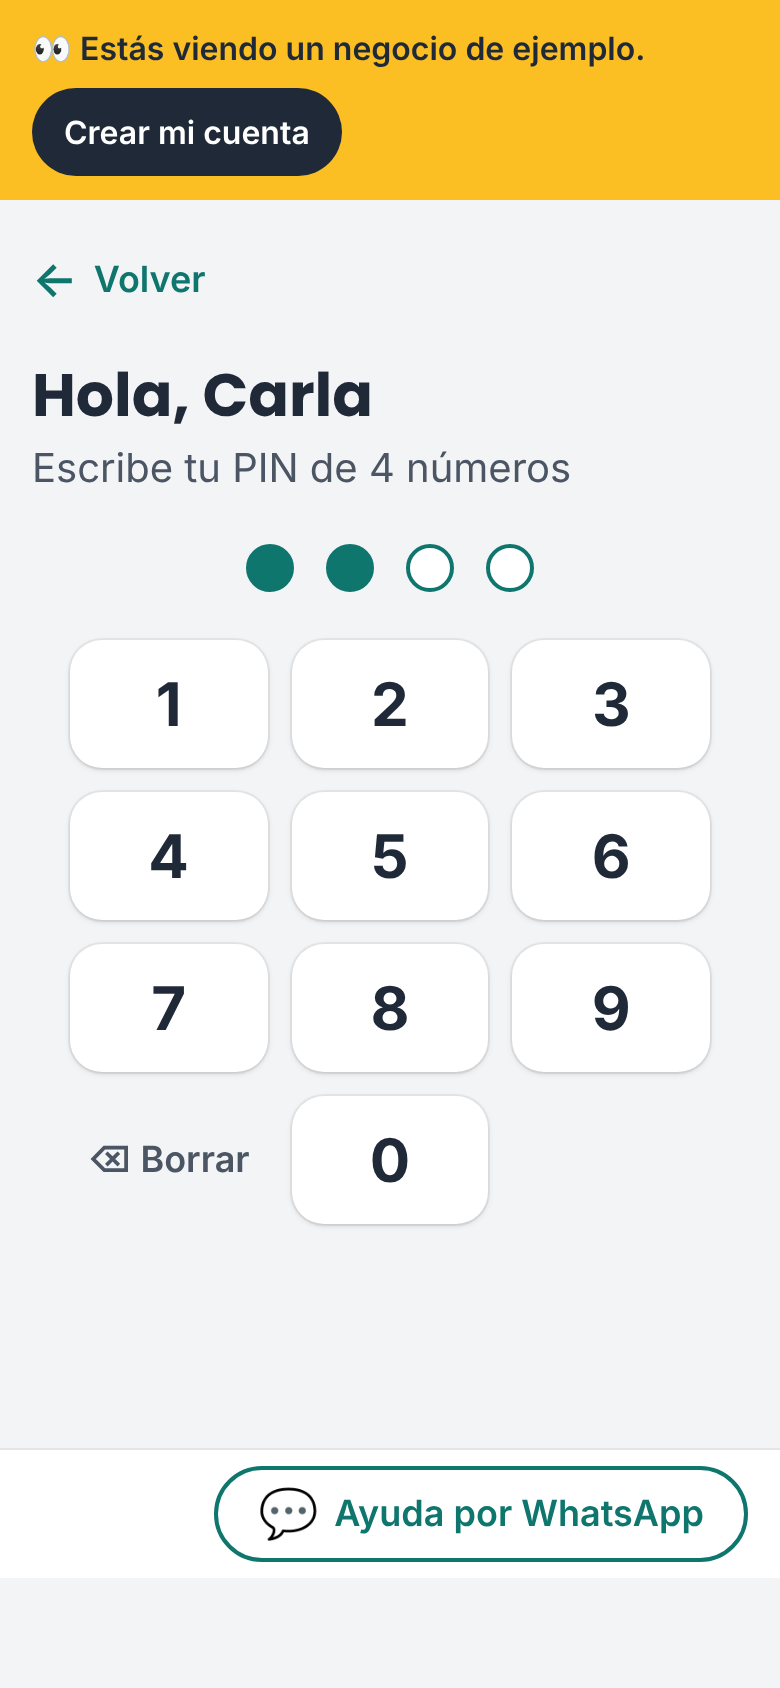 👀 Estás viendo un negocio de ejemplo.
Crear mi cuenta
← Volver
Hola, Carla
Escribe tu PIN de 4 números
1 2 3
4 5 6
7 8 9
⌫ Borrar 0
💬 Ayuda por WhatsApp